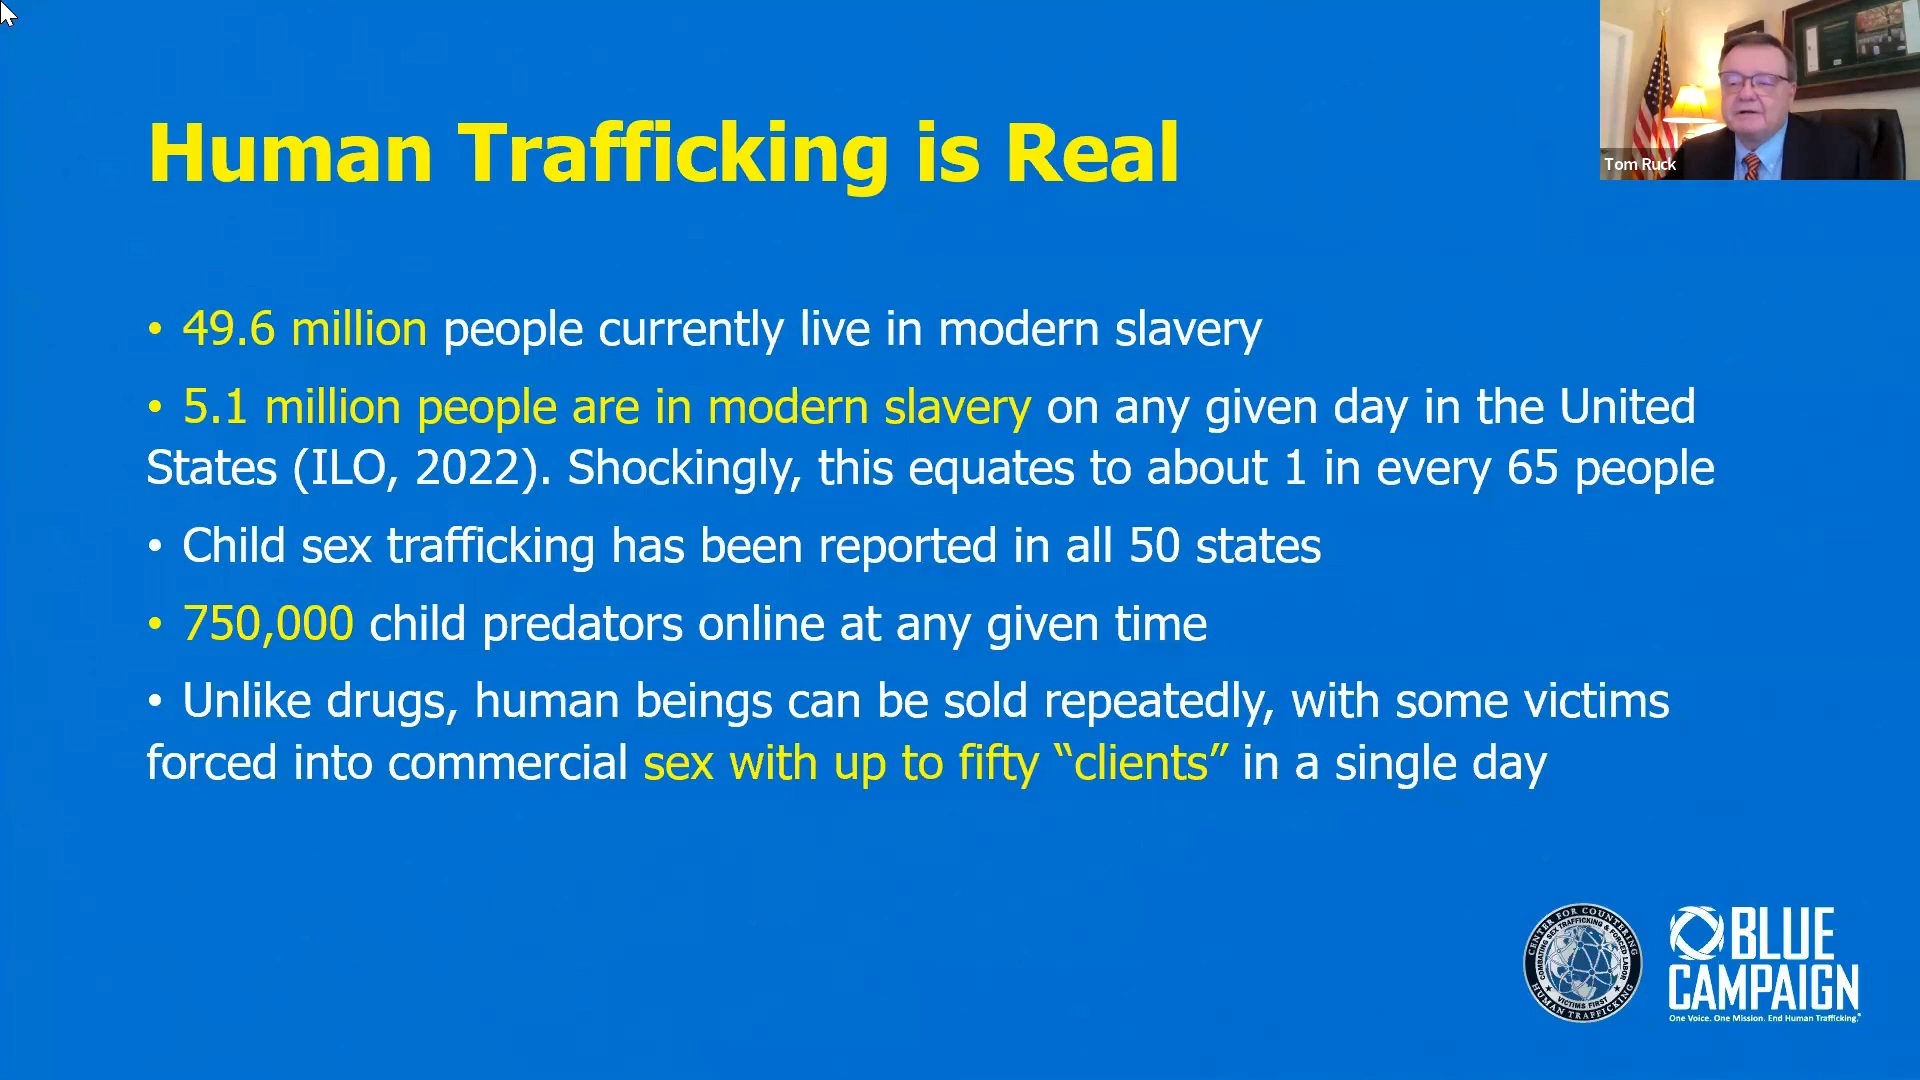 Human Trafficking is Real
Tom Ruck
• 49.6 million people currently live in modern slavery
• 5.1 million people are in modern slavery on any given day in the United
States (ILO, 2022). Shockingly, this equates to about 1 in every 65 people
• Child sex trafficking has been reported in all 50 states
• 750,000 child predators online at any given time
• Unlike drugs, human beings can be sold repeatedly, with some victims
forced into commercial sex with up to fifty “clients” in a single day
CENTER FOR COUNTERING
HUMAN TRAFFICKING
COMBATING SEX TRAFFICKING & FORCED LABOR
VICTIMS FIRST
BLUE
CAMPAIGN
One Voice. One Mission. End Human Trafficking.®